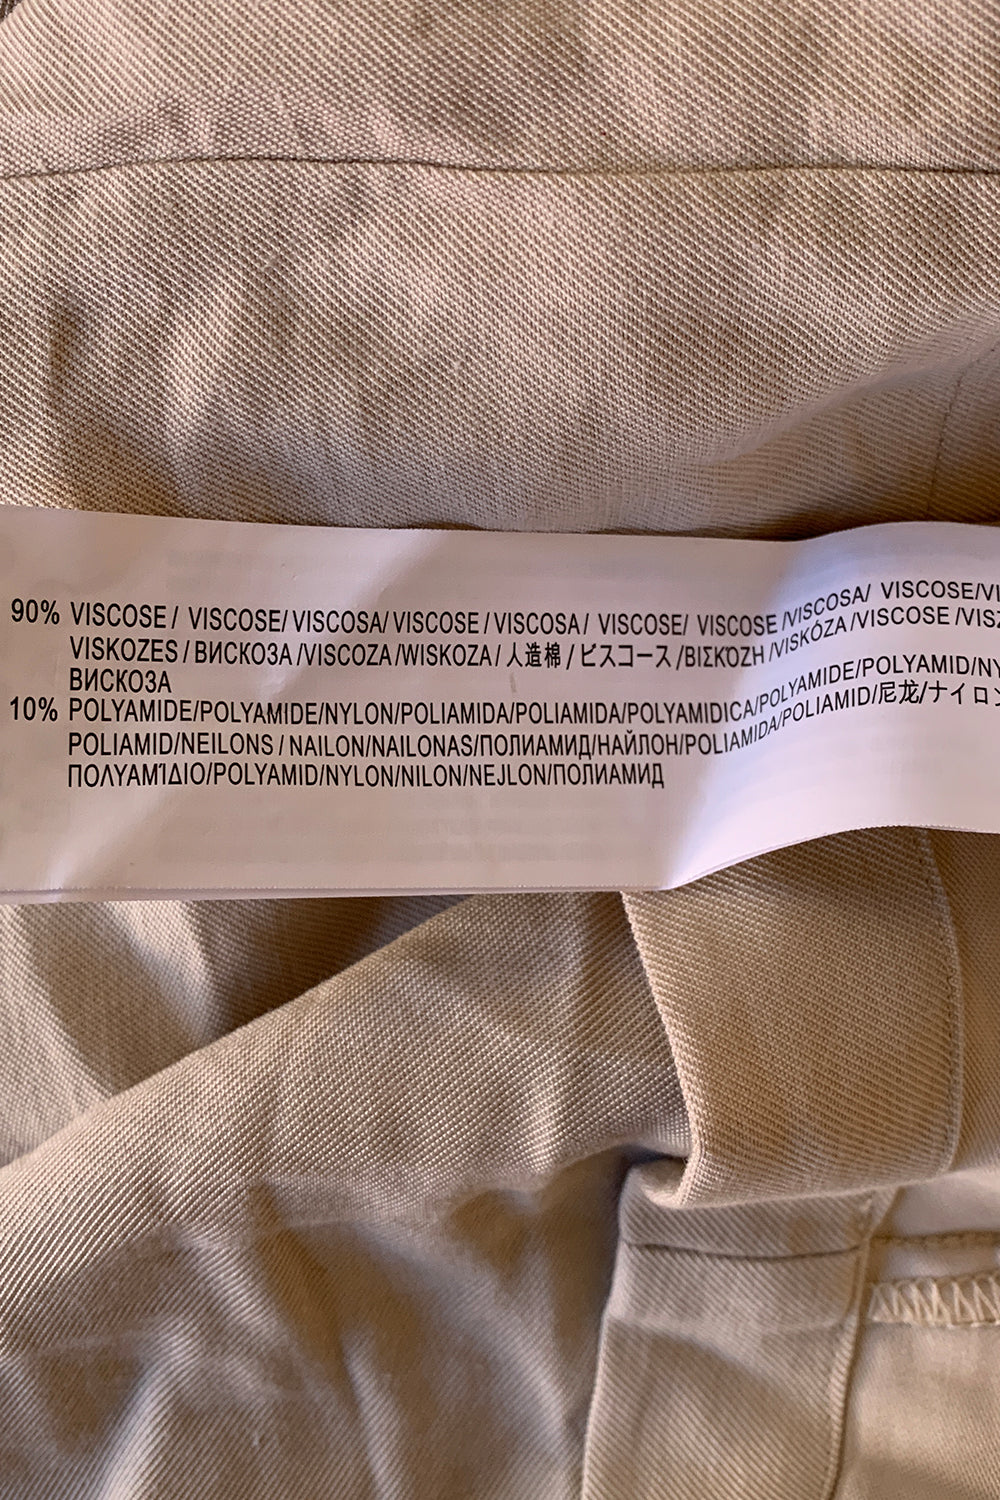 90% VISCOSE / VISCOSE/ VISCOSA/ VISCOSE / VISCOSA / VISCOSE/ VISCOSE /VISCOSA/ VISCOSE/
VISKOZES / ВИСКОЗА /VISCOZA /WISKOZA / 人造棉 / ビスコース /ΒΙΣΚΌΖΗ /VISKÓZA /VISCOSE /
ВИСКОЗА
10% POLYAMIDE/POLYAMIDE/NYLON/POLIAMIDA/POLIAMIDA/POLYAMIDICA/POLYAMIDE/POLYAMID/
POLIAMID/NEILONS / NAILON/NAILONAS/ПОЛИАМИД/НАЙЛОН/POLIAMIDA/POLIAMID/尼龙/
ΠΟΛΥΑΜΊΔΙΟ/POLYAMID/NYLON/NILON/NEJLON/ПОЛИАМИД